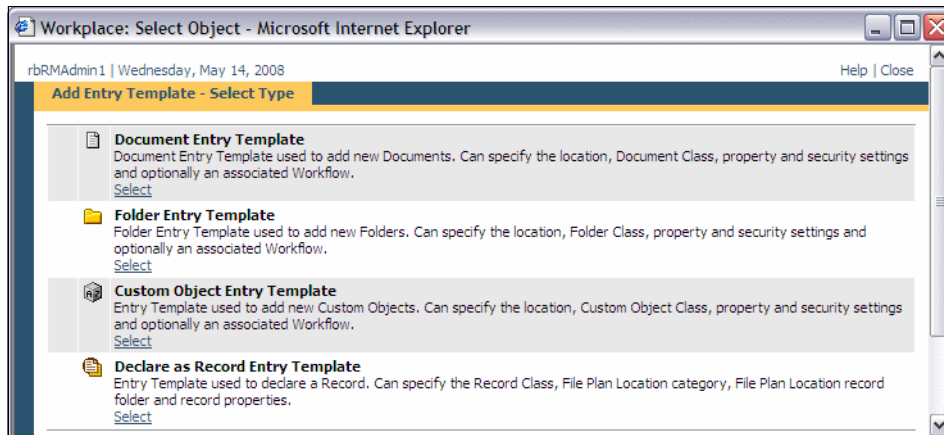 Workplace: Select Object - Microsoft Internet Explorer
rbRMAdmin1 | Wednesday, May 14, 2008 Help | Close
Add Entry Template - Select Type
Document Entry Template
Document Entry Template used to add new Documents. Can specify the location, Document Class, property and security settings
and optionally an associated Workflow.
Select
Folder Entry Template
Folder Entry Template used to add new Folders. Can specify the location, Folder Class, property and security settings and
optionally an associated Workflow.
Select
Custom Object Entry Template
Entry Template used to add new Custom Objects. Can specify the location, Custom Object Class, property and security settings
and optionally an associated Workflow.
Select
Declare as Record Entry Template
Entry Template used to declare a Record. Can specify the Record Class, File Plan Location category, File Plan Location record
folder and record properties.
Select